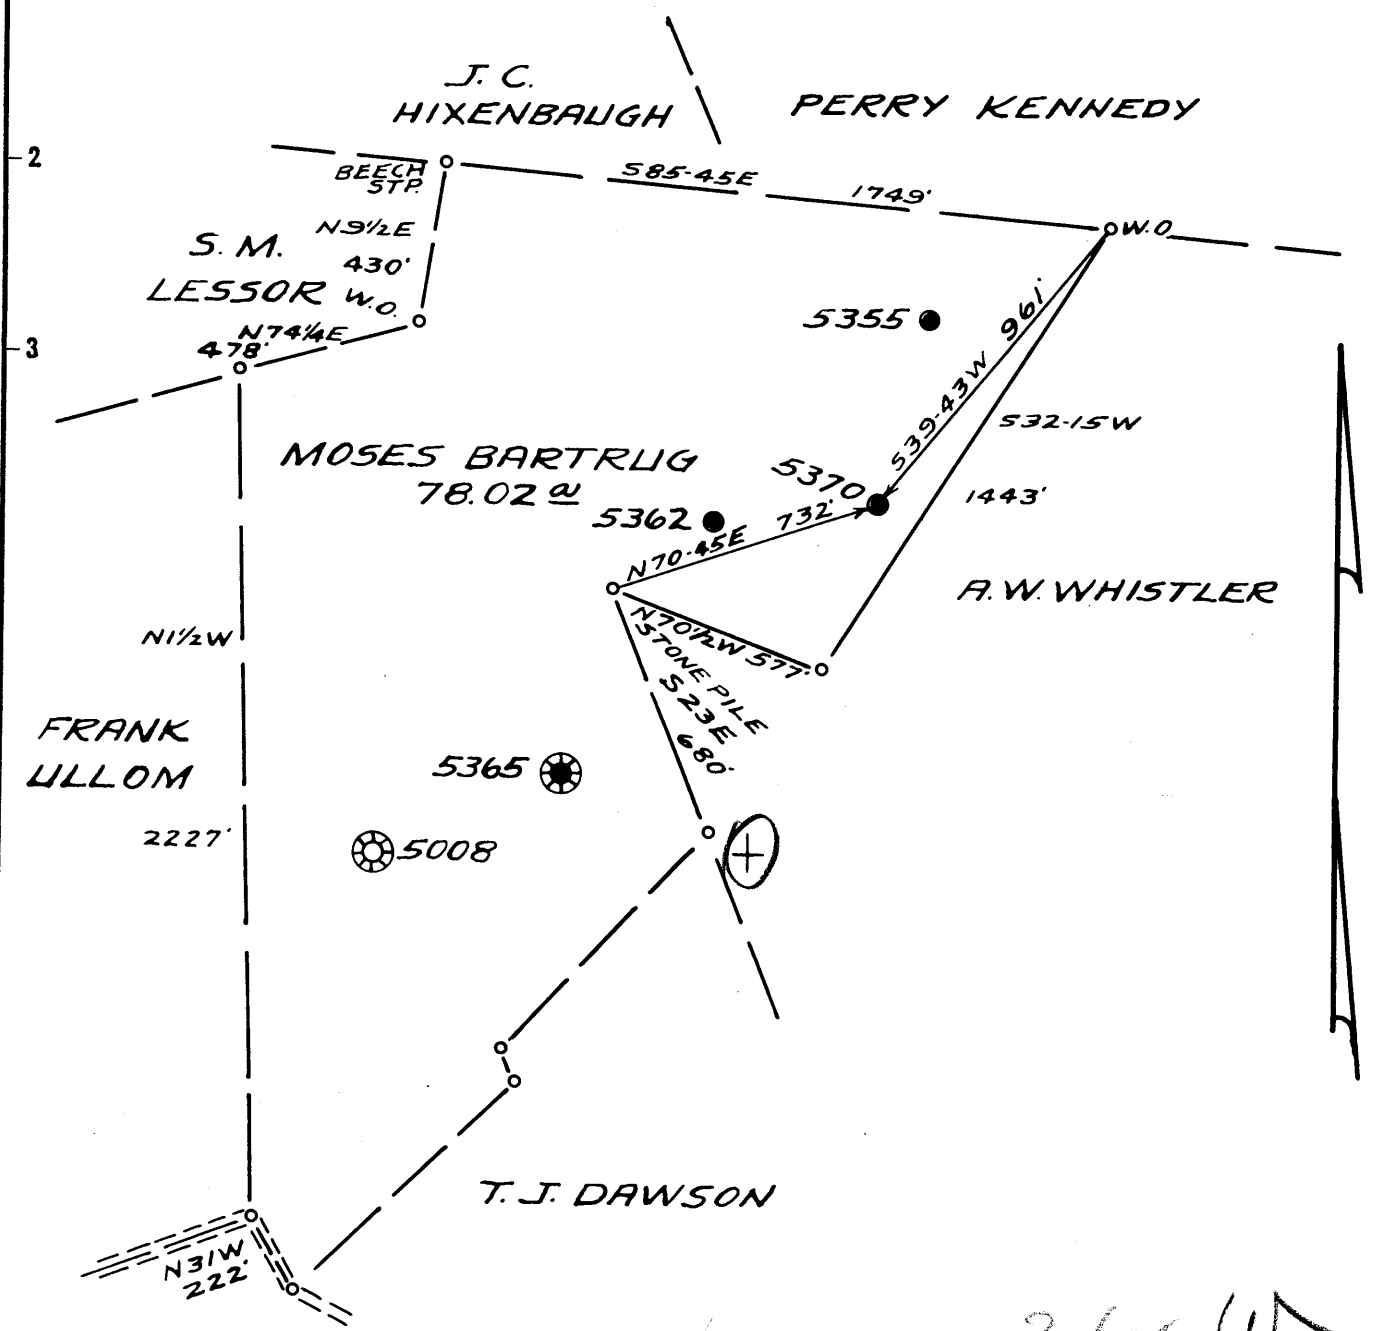 J. C.
HIXENBAUGH
PERRY KENNEDY
2
BEECH
STP.
S85-45E
1749'
W.O.
N9½E
430'
S. M.
LESSOR
W.O.
N74¼E
478'
3
5355
961'
S39-43W
S32-15W
1443'
MOSES BARTRUG
78.02 a
5370
5362
732'
N70-45E
A.W. WHISTLER
N70½W 577'
STONE PILE
S23E
680'
N1½W
FRANK
ULLOM
2227'
5365
5008
T. J. DAWSON
N31W
222'